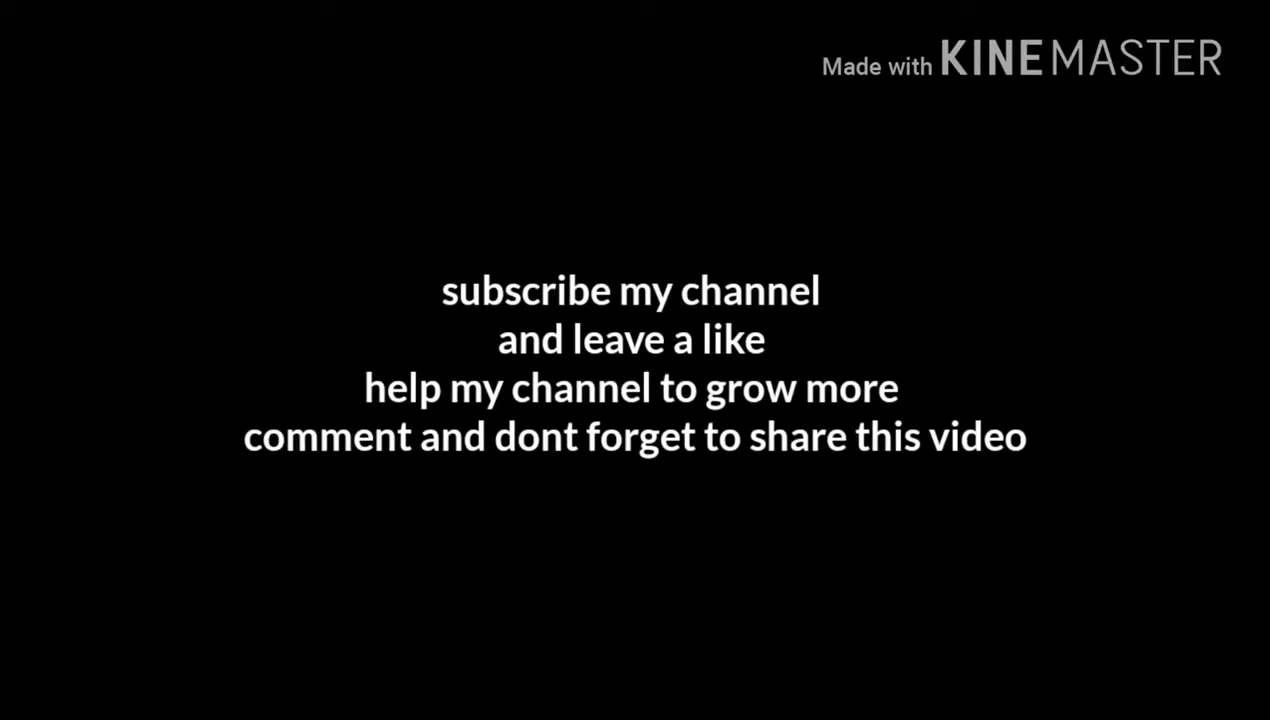 Made with KINEMASTER
subscribe my channel
and leave a like
help my channel to grow more
comment and dont forget to share this video